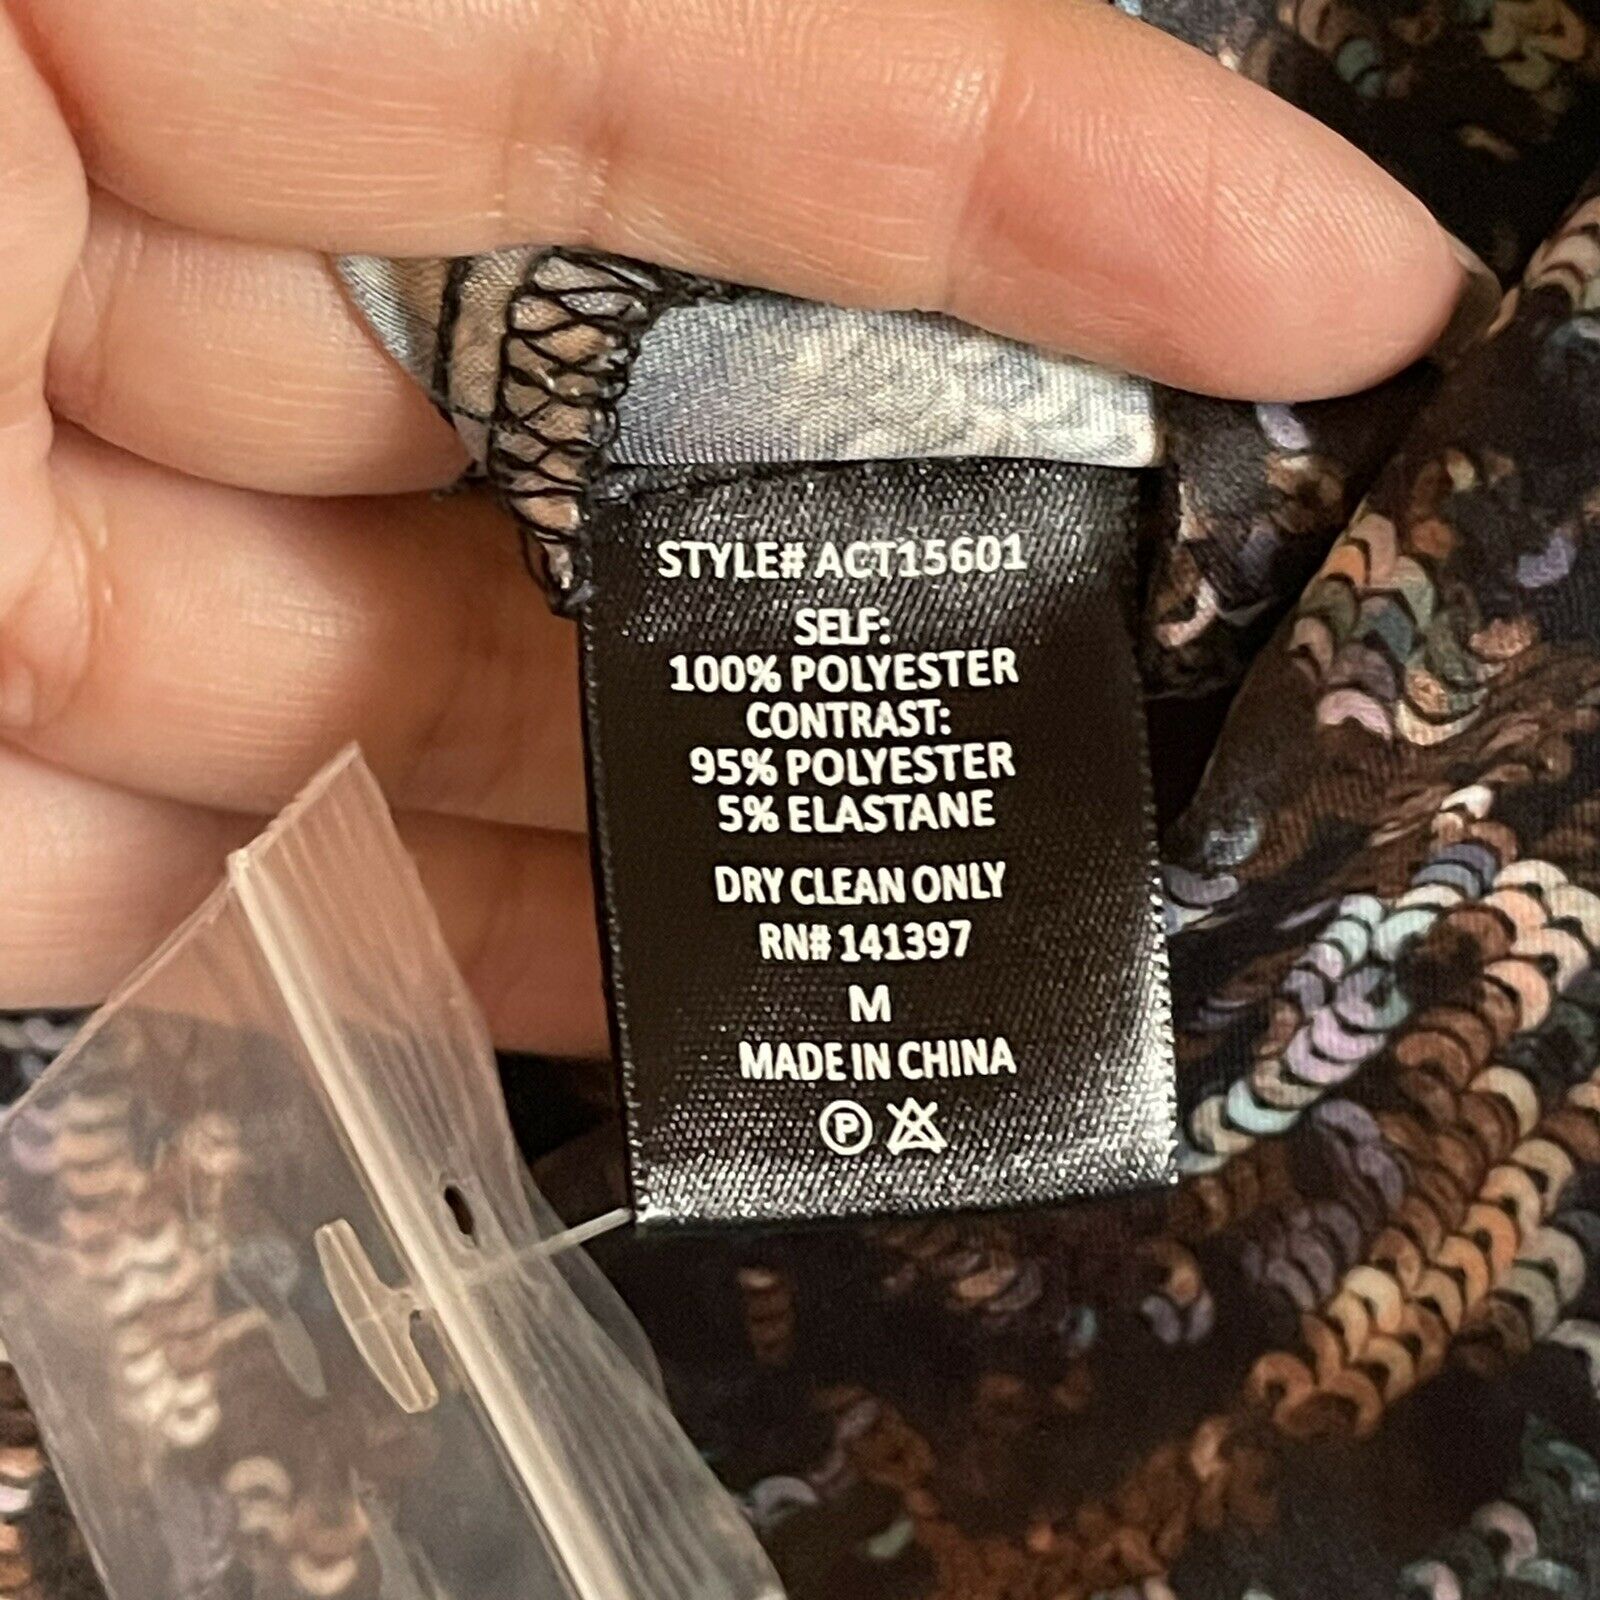 STYLE# ACT15601
SELF:
100% POLYESTER
CONTRAST:
95% POLYESTER
5% ELASTANE
DRY CLEAN ONLY
RN# 141397
M
MADE IN CHINA
P